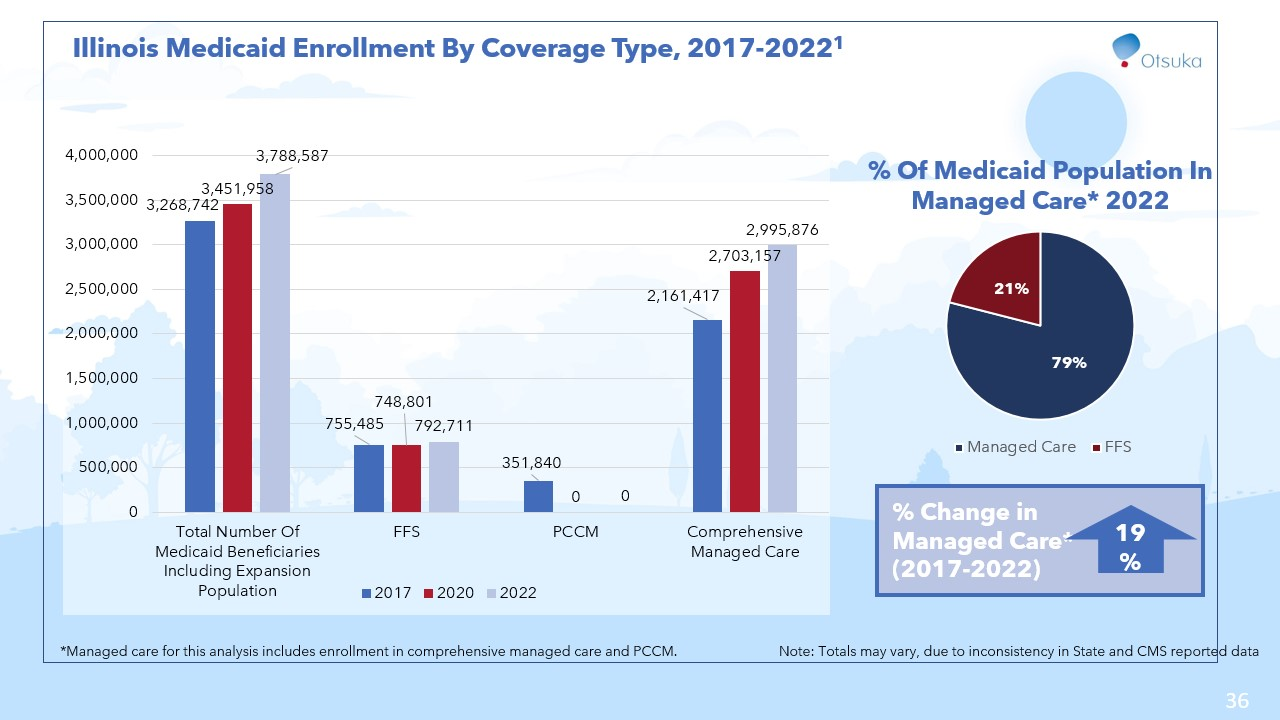 Illinois Medicaid Enrollment By Coverage Type, 2017-2022¹
Otsuka
4,000,000
3,500,000
3,000,000
2,500,000
2,000,000
1,500,000
1,000,000
500,000
0
3,268,742
3,451,958
3,788,587
755,485
748,801
792,711
351,840
0
0
2,161,417
2,703,157
2,995,876
Total Number Of
Medicaid Beneficiaries
Including Expansion
Population
FFS
PCCM
Comprehensive
Managed Care
2017
2020
2022
% Of Medicaid Population In
Managed Care* 2022
21%
79%
Managed Care
FFS
% Change in
Managed Care*
(2017-2022)
19
%
*Managed care for this analysis includes enrollment in comprehensive managed care and PCCM.
Note: Totals may vary, due to inconsistency in State and CMS reported data
36